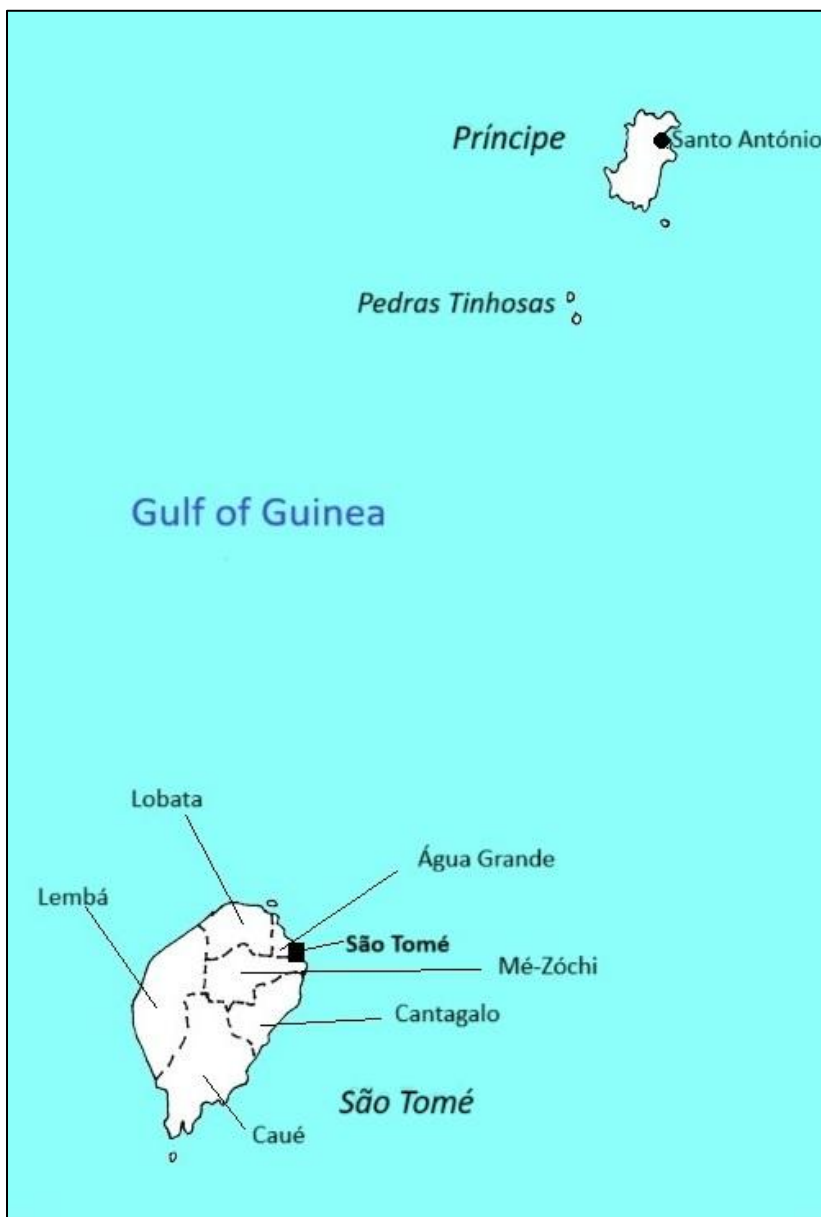 Príncipe
Santo António
Pedras Tinhosas
Gulf of Guinea
Lobata
Água Grande
Lembá
São Tomé
Mé-Zóchi
Cantagalo
São Tomé
Caué